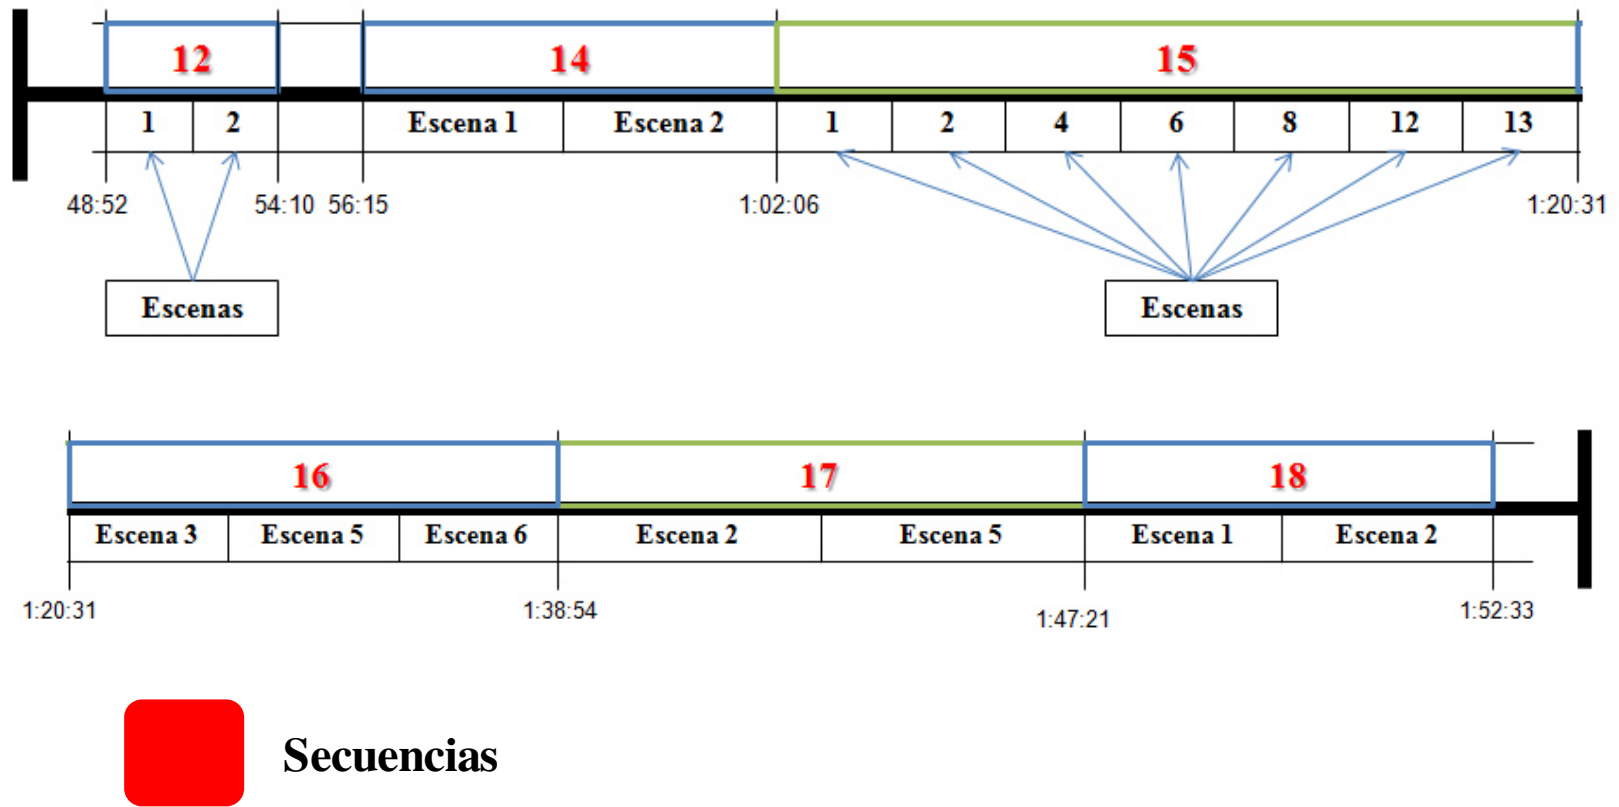 12 14 15
1 2 Escena 1 Escena 2 1 2 4 6 8 12 13
48:52 54:10 56:15 1:02:06 1:20:31
Escenas Escenas
16 17 18
Escena 3 Escena 5 Escena 6 Escena 2 Escena 5 Escena 1 Escena 2
1:20:31 1:38:54 1:47:21 1:52:33
Secuencias